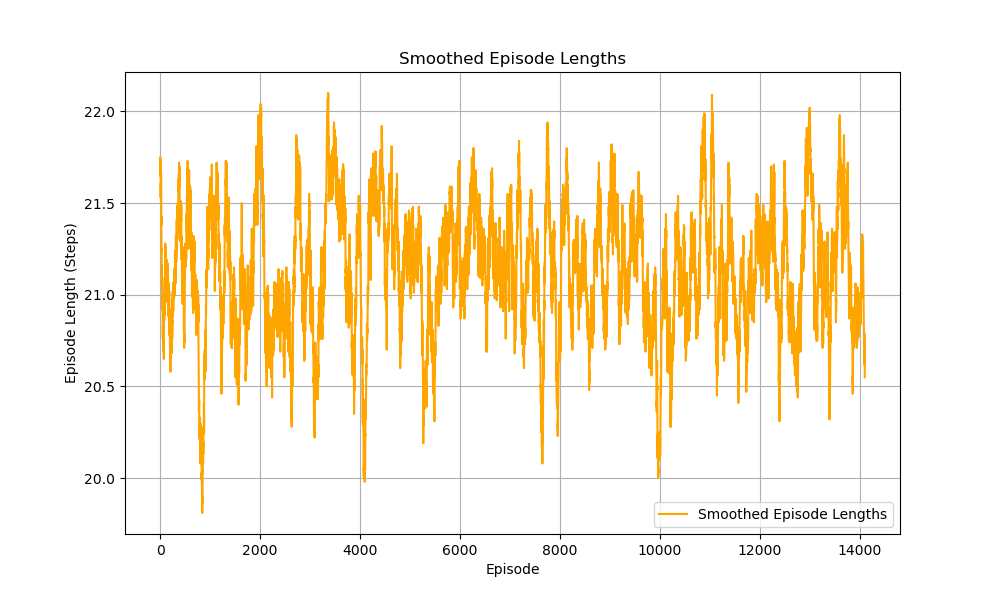 Smoothed Episode Lengths
Episode Length (Steps)
22.0
21.5
21.0
20.5
20.0
Smoothed Episode Lengths
0 2000 4000 6000 8000 10000 12000 14000
Episode